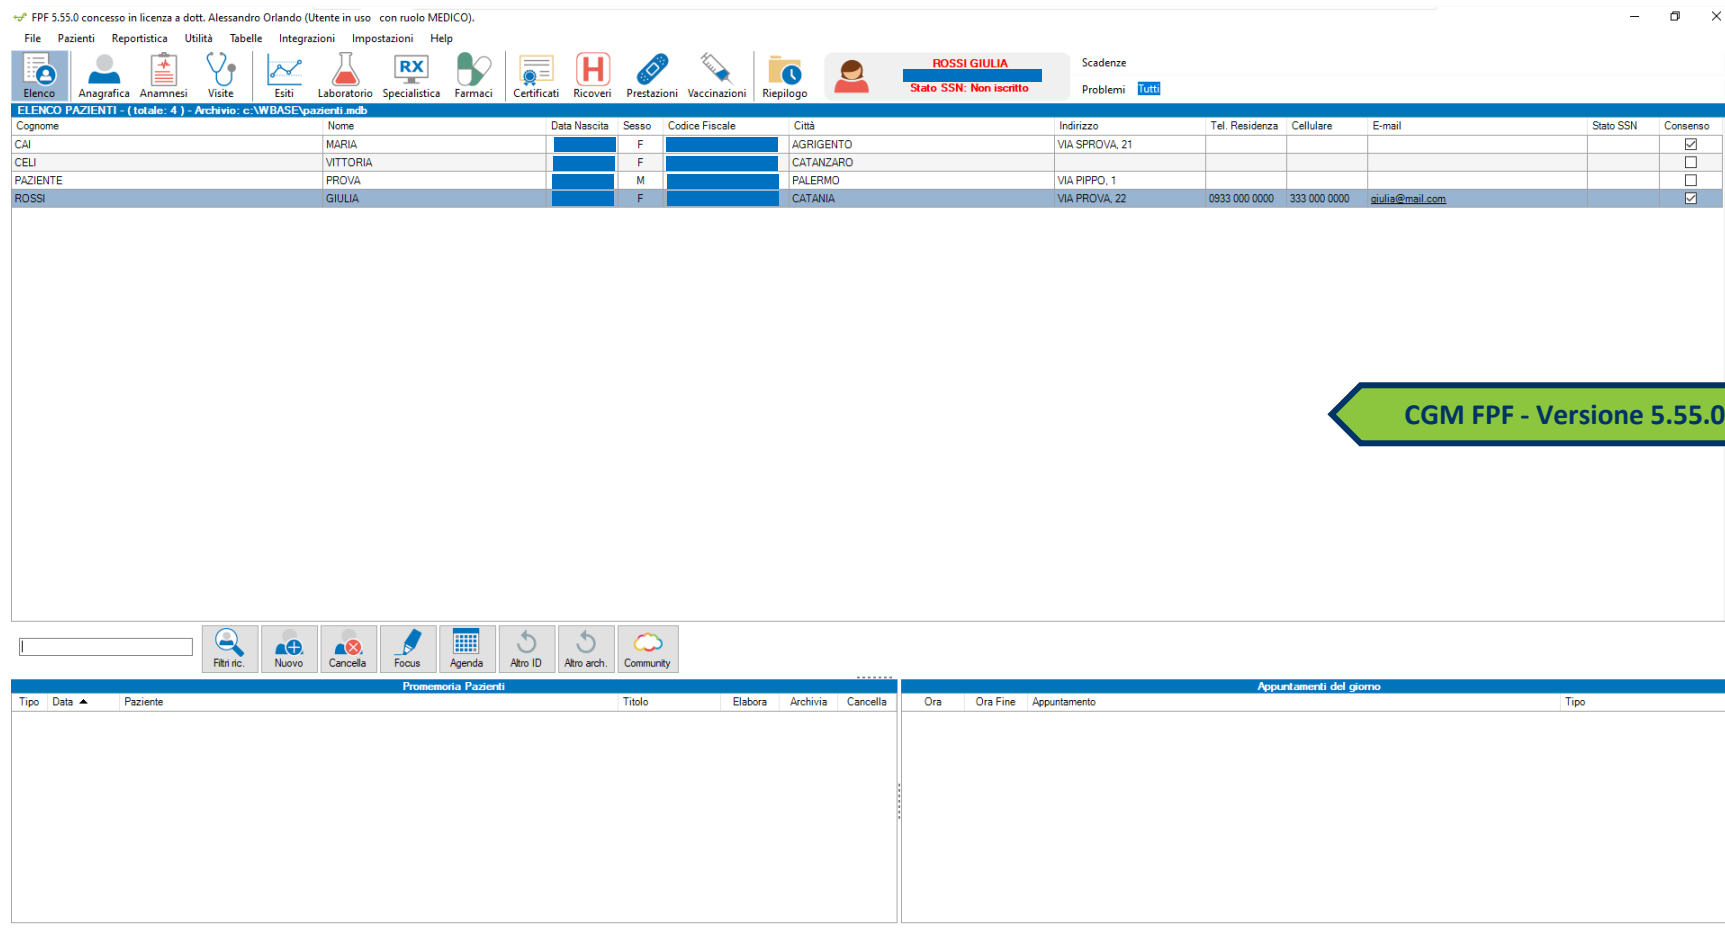 FPF 5.55.0 concesso in licenza a dott. Alessandro Orlando (Utente in uso con ruolo MEDICO).
File Pazienti Reportistica Utilità Tabelle Integrazioni Impostazioni Help
Elenco Anagrafica Anamnesi Visite Esiti Laboratorio RX Specialistica Farmaci Certificati H Ricoveri Prestazioni Vaccinazioni Riepilogo
ROSSI GIULIA
Stato SSN: Non iscritto
Scadenze
Problemi Tutti
ELENCO PAZIENTI - ( totale: 4 ) - Archivio: c:\WBASE\pazienti.mdb
Cognome Nome Data Nascita Sesso Codice Fiscale Città Indirizzo Tel. Residenza Cellulare E-mail Stato SSN Consenso
CAI MARIA F AGRIGENTO VIA SPROVA, 21
CELI VITTORIA F CATANZARO
PAZIENTE PROVA M PALERMO VIA PIPPO, 1
ROSSI GIULIA F CATANIA VIA PROVA, 22 0933 000 0000 333 000 0000 giulia@mail.com
CGM FPF - Versione 5.55.0
Filtri ric. Nuovo Cancella Focus Agenda Altro ID Altro arch. Community
Promemoria Pazienti
Tipo Data Paziente Titolo Elabora Archivia Cancella
Appuntamenti del giorno
Ora Ora Fine Appuntamento Tipo